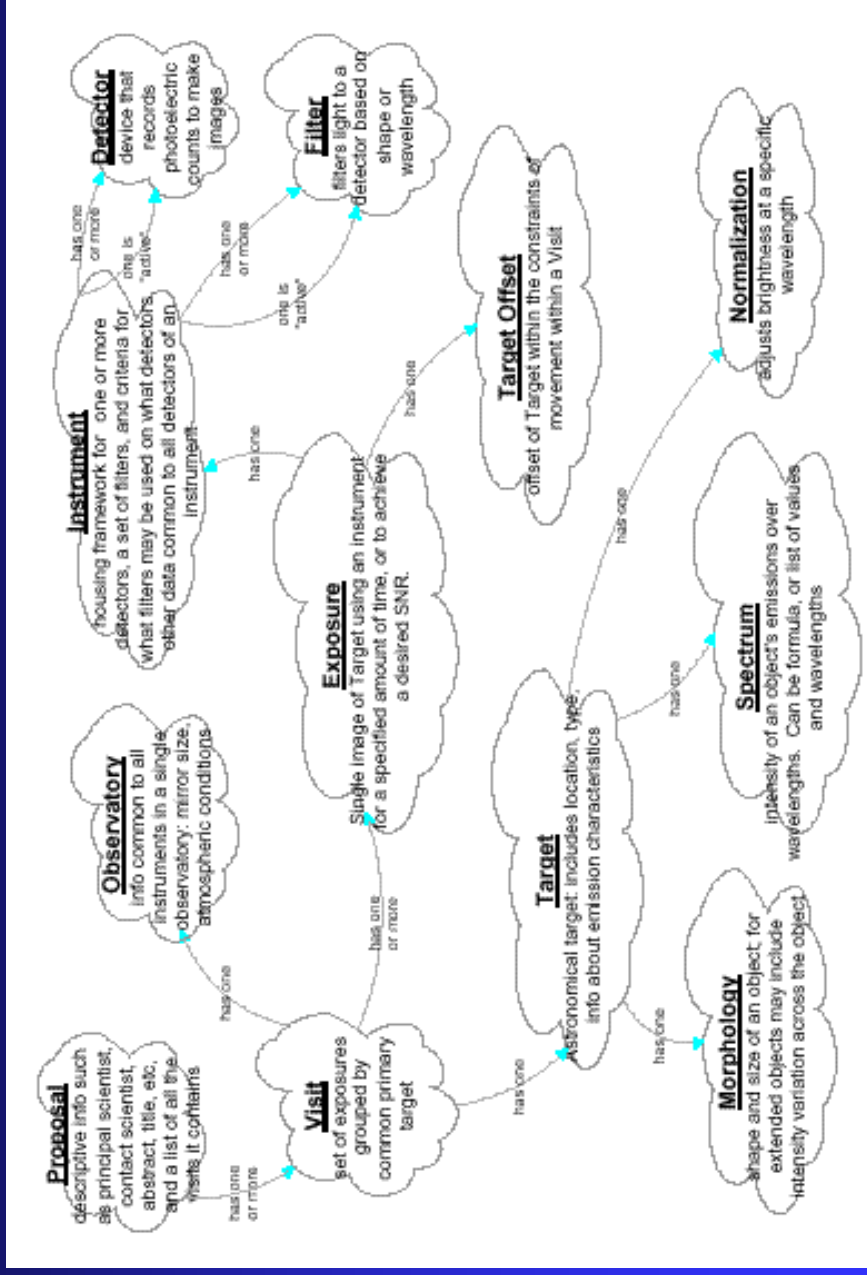 Proposal
descriptive info such
as principal scientist,
contact scientist,
abstract, title, etc,
and a list of all the
visits it contains
has one
or more
Visit
set of exposures
grouped by
common primary
target
has one
Observatory
info common to all
instruments in a single
observatory: mirror size,
atmospheric conditions
has one
or more
Exposure
Single image of Target using an instrument
for a specified amount of time, or to achieve
a desired SNR.
has one
Instrument
housing framework for one or more
detectors, a set of filters, and criteria for
what filters may be used on what detectors,
other data common to all detectors of an
instrument
has one
or more
one is
"active"
Detector
device that
records
photoelectric
counts to make
images
has one
or more
one is
"active"
Filter
filters light to a
detector based on
shape or
wavelength
has one
Target Offset
offset of Target within the constraints of
movement within a Visit
has one
Target
Astronomical target: includes location, type,
info about emission characteristics
has one
Morphology
shape and size of an object; for
extended objects may include
intensity variation across the object
has one
Spectrum
intensity of an object's emissions over
wavelengths. Can be formula, or list of values
and wavelengths
has one
Normalization
adjusts brightness at a specific
wavelength